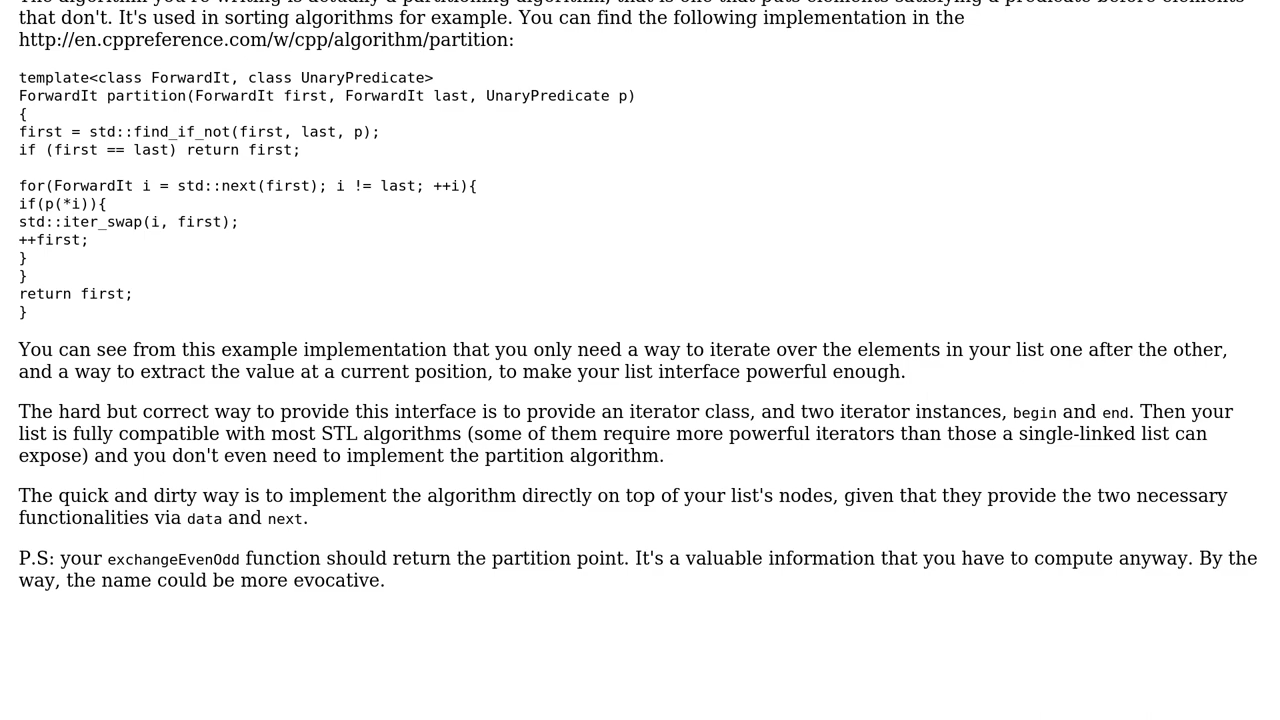 that don't. It's used in sorting algorithms for example. You can find the following implementation in the
http://en.cppreference.com/w/cpp/algorithm/partition:
template<class ForwardIt, class UnaryPredicate>
ForwardIt partition(ForwardIt first, ForwardIt last, UnaryPredicate p)
{
first = std::find_if_not(first, last, p);
if (first == last) return first;
for(ForwardIt i = std::next(first); i != last; ++i){
if(p(*i)){
std::iter_swap(i, first);
++first;
}
}
return first;
}
You can see from this example implementation that you only need a way to iterate over the elements in your list one after the other,
and a way to extract the value at a current position, to make your list interface powerful enough.
The hard but correct way to provide this interface is to provide an iterator class, and two iterator instances, begin and end. Then your
list is fully compatible with most STL algorithms (some of them require more powerful iterators than those a single-linked list can
expose) and you don't even need to implement the partition algorithm.
The quick and dirty way is to implement the algorithm directly on top of your list's nodes, given that they provide the two necessary
functionalities via data and next.
P.S: your exchangeEvenOdd function should return the partition point. It's a valuable information that you have to compute anyway. By the
way, the name could be more evocative.